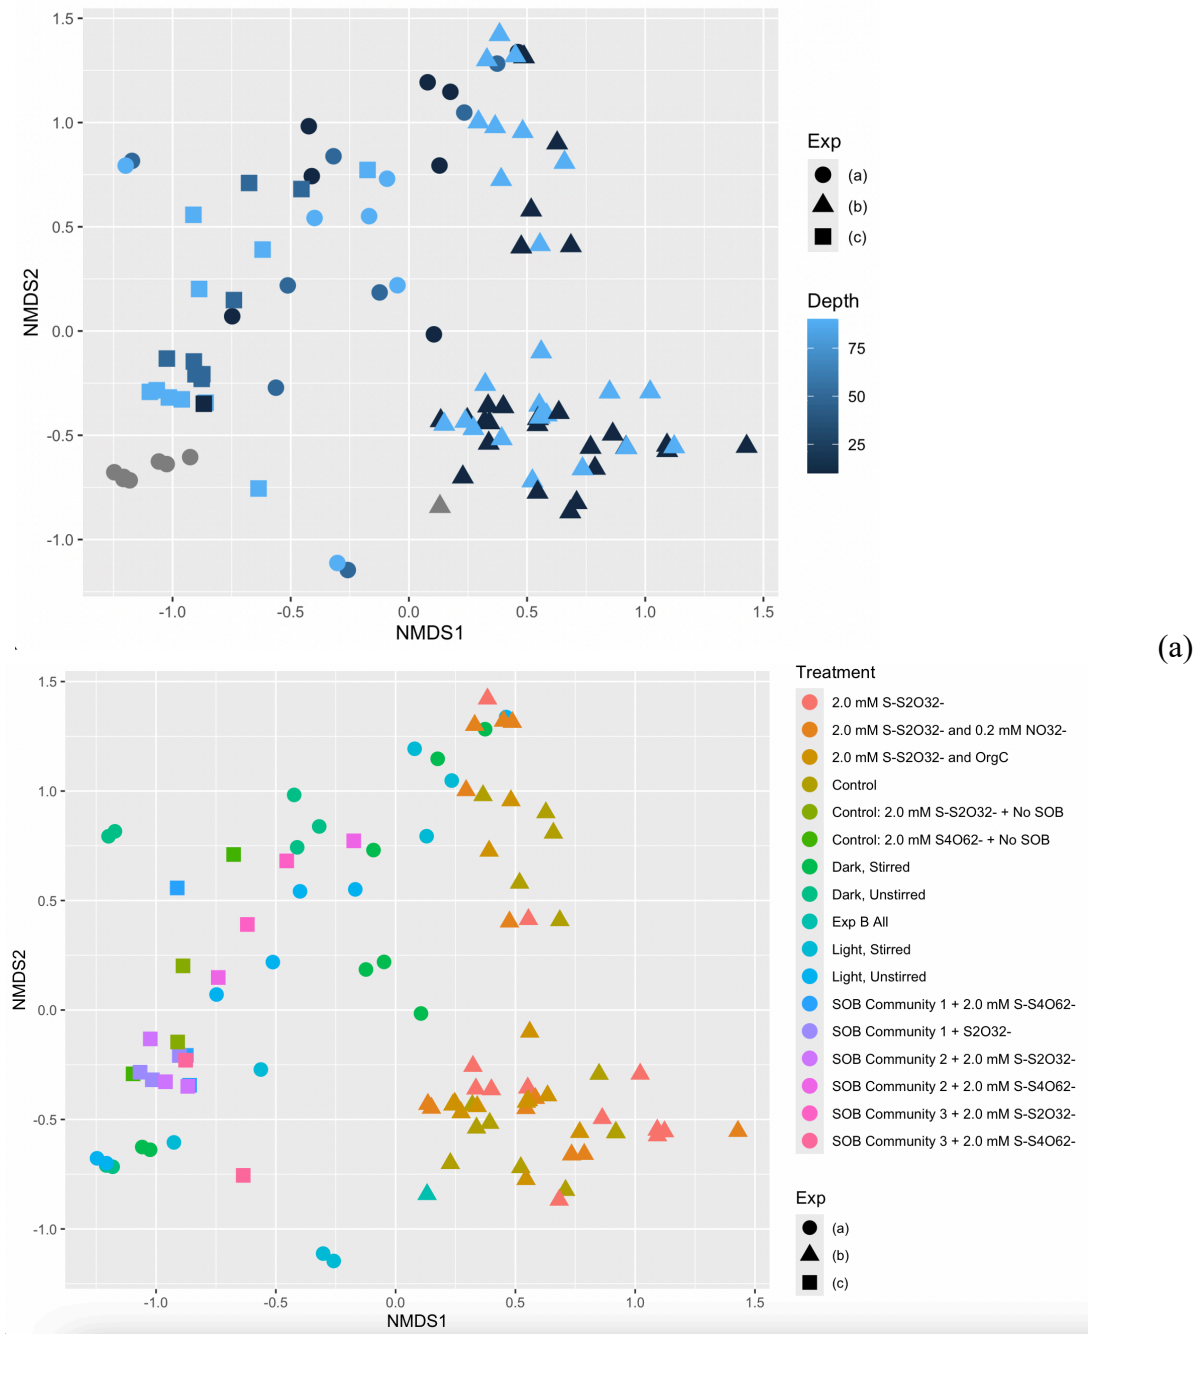 1.5
1.0
0.5
0.0
-0.5
-1.0
NMDS2
-1.0 -0.5 0.0 0.5 1.0 1.5
NMDS1
Exp
(a)
(b)
(c)
Depth
75
50
25
(a)
1.5
1.0
0.5
0.0
-0.5
-1.0
NMDS2
-1.0 -0.5 0.0 0.5 1.0 1.5
NMDS1
Treatment
2.0 mM S-S2O32-
2.0 mM S-S2O32- and 0.2 mM NO32-
2.0 mM S-S2O32- and OrgC
Control
Control: 2.0 mM S-S2O32- + No SOB
Control: 2.0 mM S4O62- + No SOB
Dark, Stirred
Dark, Unstirred
Exp B All
Light, Stirred
Light, Unstirred
SOB Community 1 + 2.0 mM S-S4O62-
SOB Community 1 + S2O32-
SOB Community 2 + 2.0 mM S-S2O32-
SOB Community 2 + 2.0 mM S-S4O62-
SOB Community 3 + 2.0 mM S-S2O32-
SOB Community 3 + 2.0 mM S-S4O62-
Exp
(a)
(b)
(c)